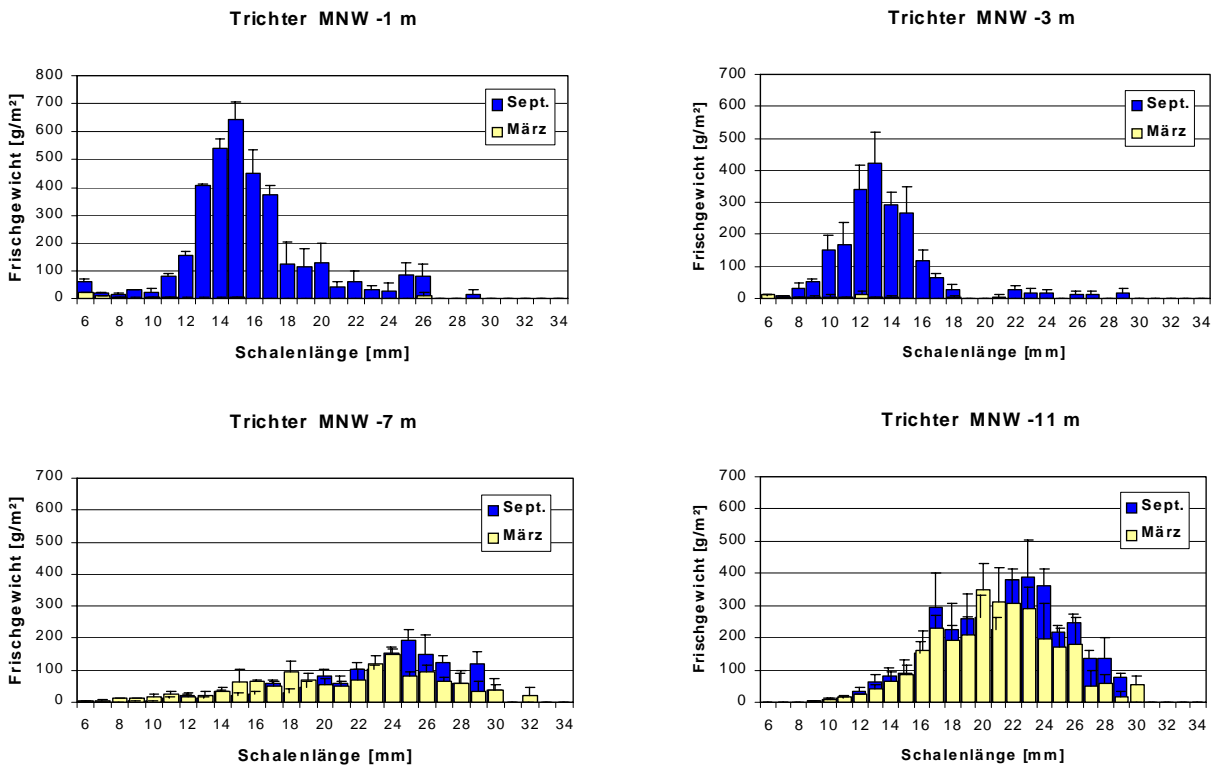 Trichter MNW -1 m
Frischgewicht [g/m²]
800
700
600
500
400
300
200
100
0
Sept.
März
6 8 10 12 14 16 18 20 22 24 26 28 30 32 34
Schalenlänge [mm]
Trichter MNW -3 m
Frischgewicht [g/m²]
700
600
500
400
300
200
100
0
Sept.
März
6 8 10 12 14 16 18 20 22 24 26 28 30 32 34
Schalenlänge [mm]
Trichter MNW -7 m
Frischgewicht [g/m²]
700
600
500
400
300
200
100
0
Sept.
März
6 8 10 12 14 16 18 20 22 24 26 28 30 32 34
Schalenlänge [mm]
Trichter MNW -11 m
Frischgewicht [g/m²]
700
600
500
400
300
200
100
0
Sept.
März
6 8 10 12 14 16 18 20 22 24 26 28 30 32 34
Schalenlänge [mm]